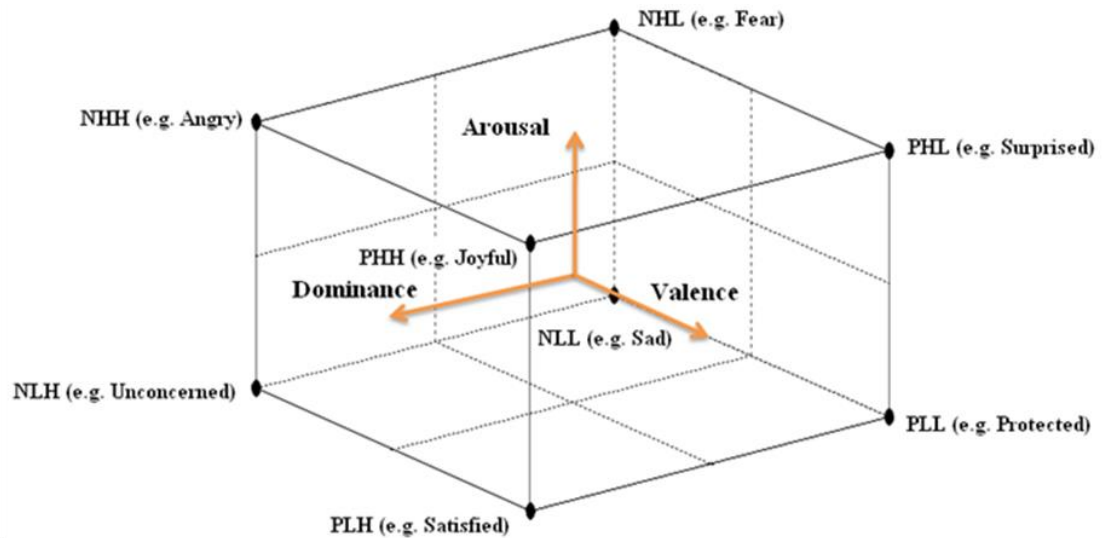 NHL (e.g. Fear)
NHH (e.g. Angry)
Arousal
PHL (e.g. Surprised)
PHH (e.g. Joyful)
Dominance
Valence
NLL (e.g. Sad)
NLH (e.g. Unconcerned)
PLL (e.g. Protected)
PLH (e.g. Satisfied)